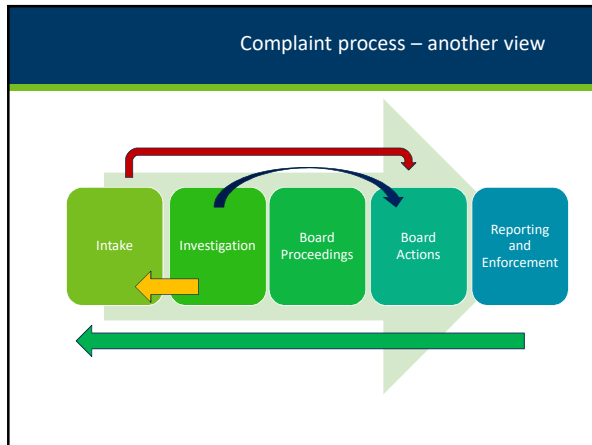 Complaint process – another view
Intake
Investigation
Board
Proceedings
Board
Actions
Reporting
and
Enforcement